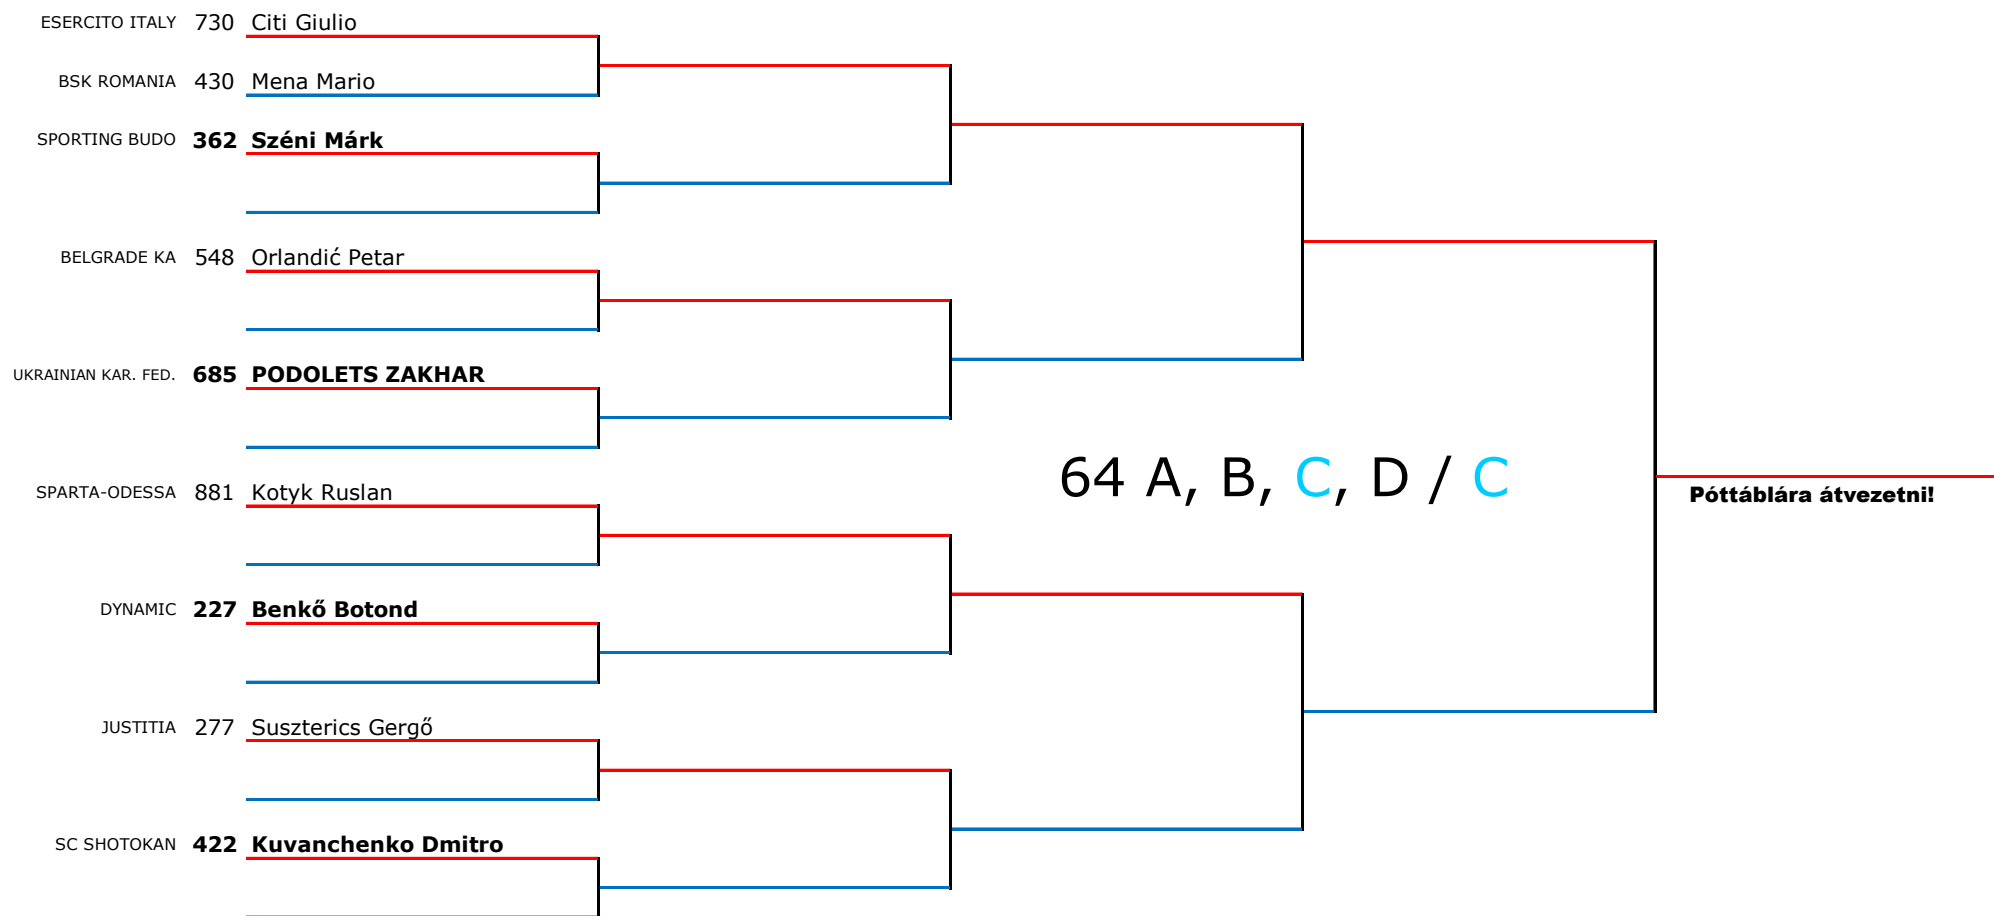 ESERCITO ITALY 730 Citi Giulio
BSK ROMANIA 430 Mena Mario
SPORTING BUDO 362 Széni Márk
BELGRADE KA 548 Orlandić Petar
UKRAINIAN KAR. FED. 685 PODOLETS ZAKHAR
64 A, B, C, D / C
SPARTA-ODESSA 881 Kotyk Ruslan
Póttáblára átvezetni!
DYNAMIC 227 Benkő Botond
JUSTITIA 277 Suszterics Gergő
SC SHOTOKAN 422 Kuvanchenko Dmitro